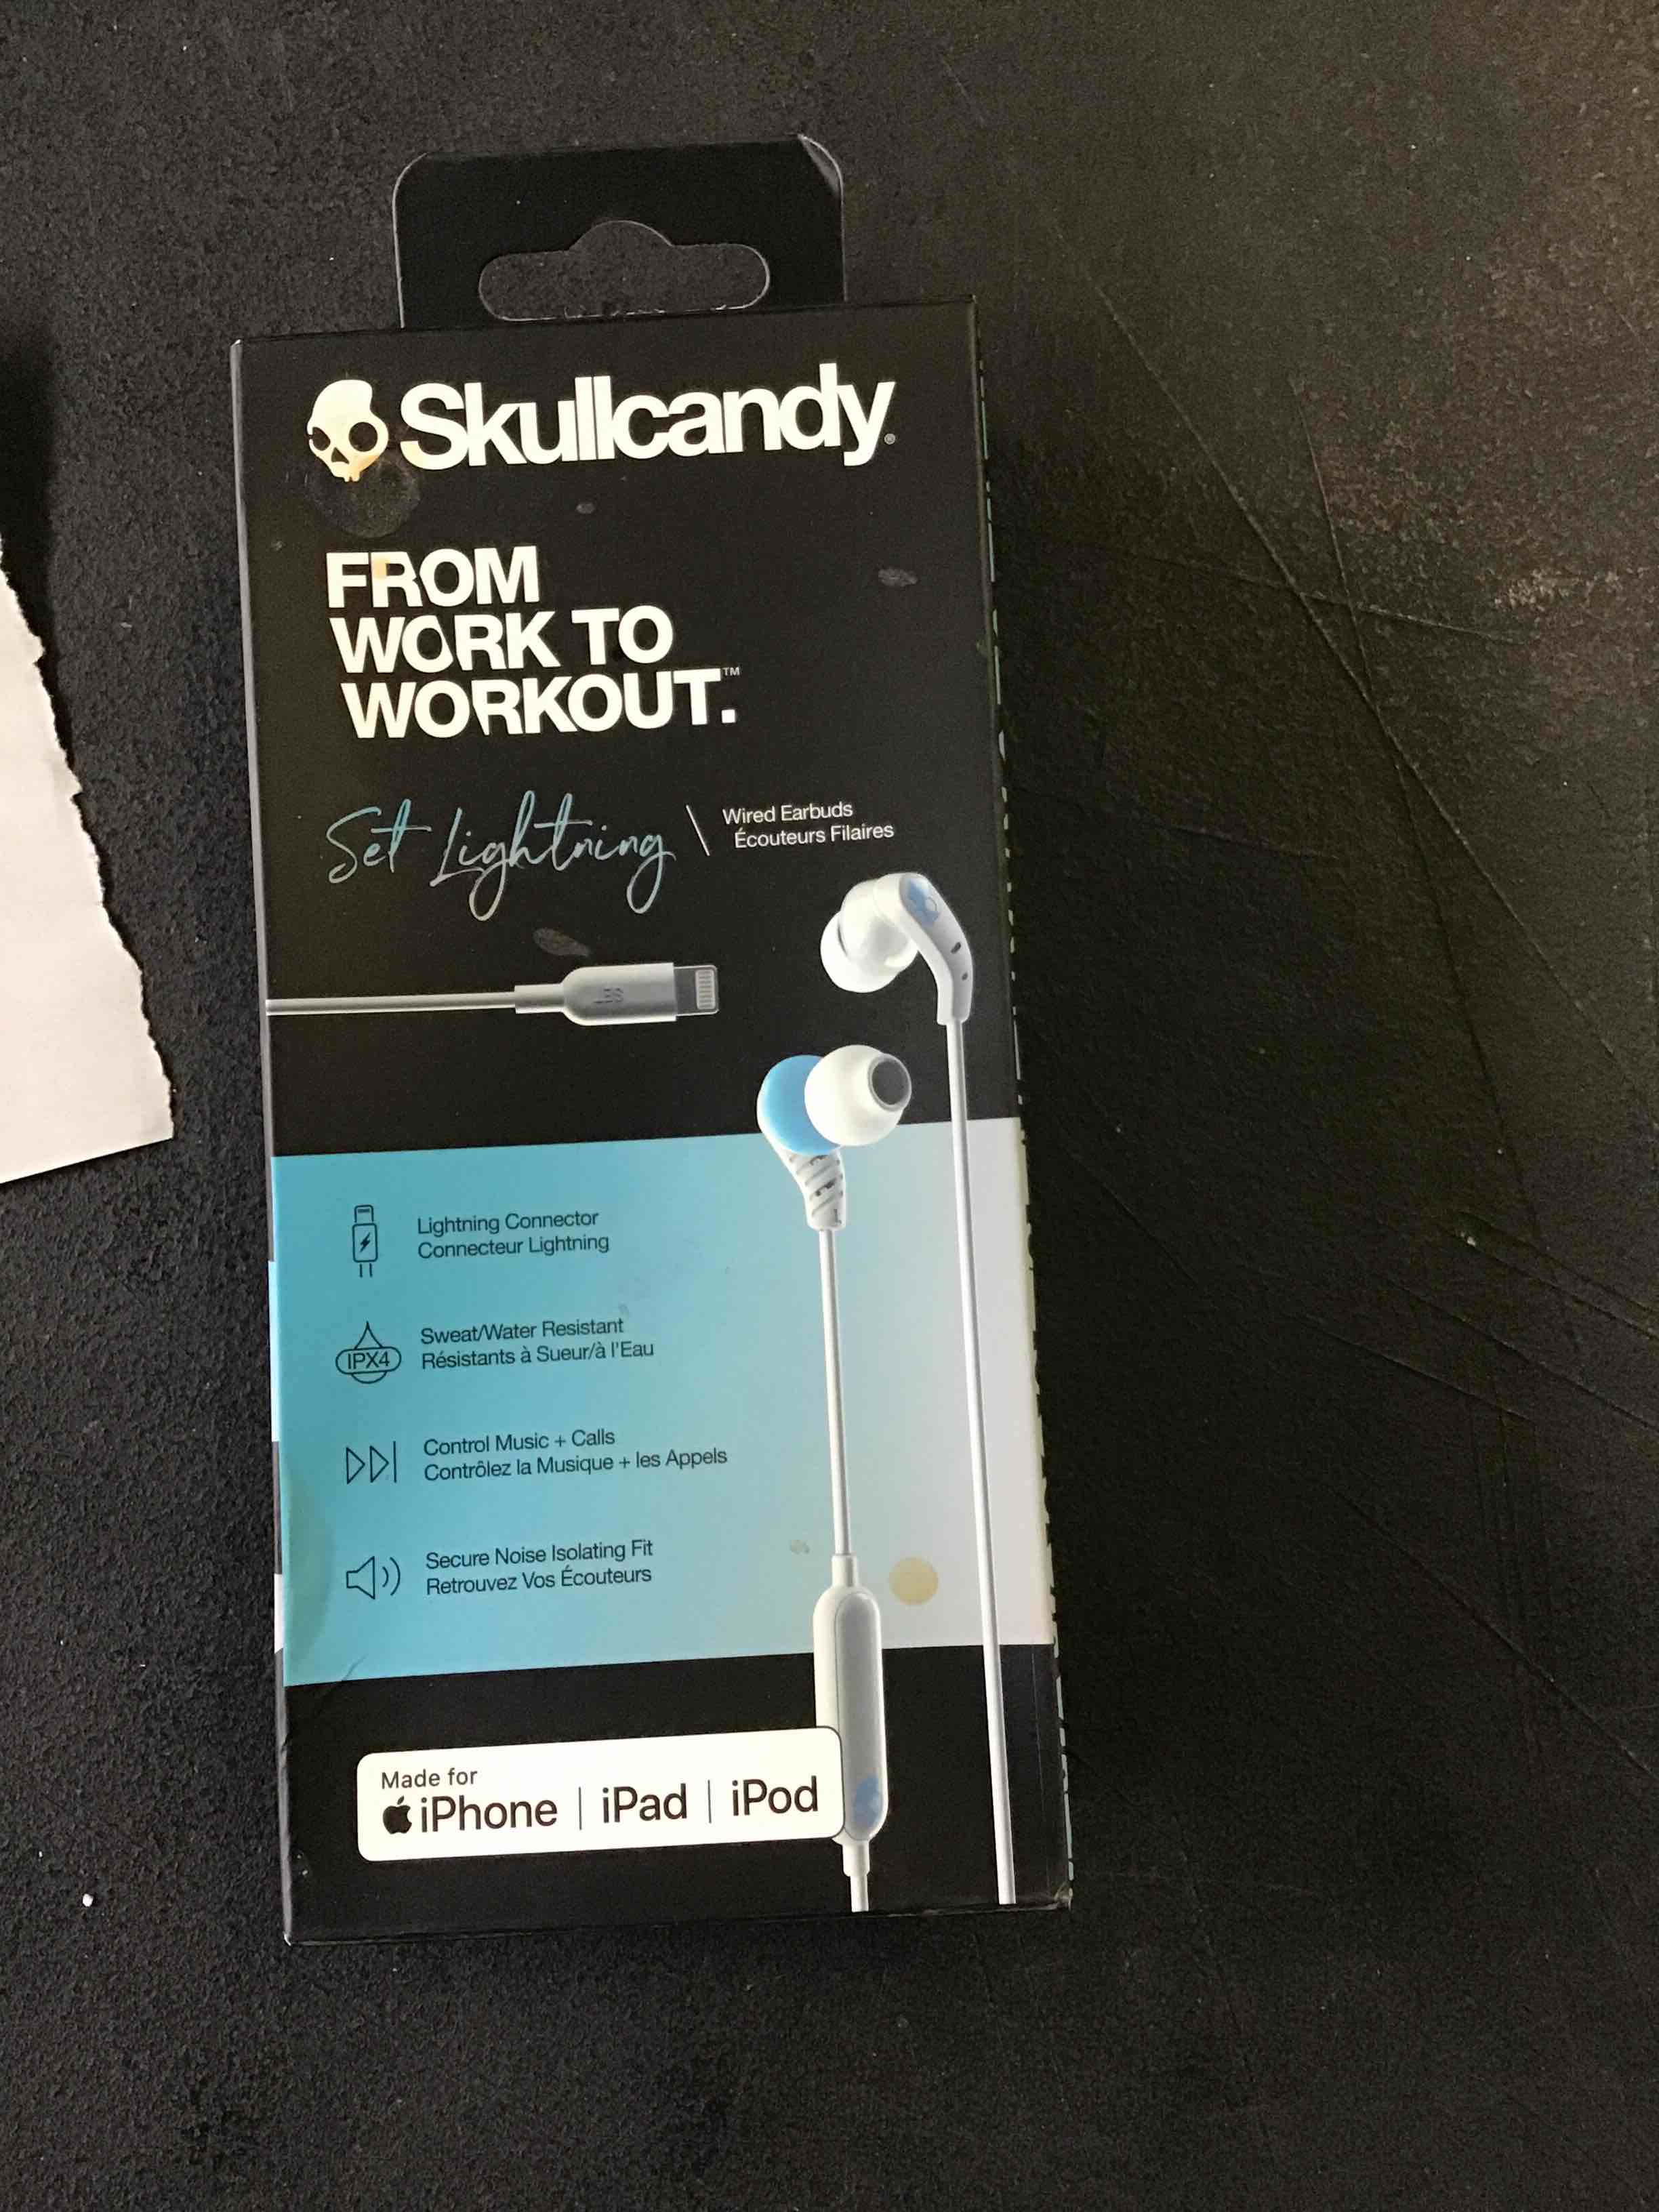 Skullcandy®
FROM
WORK TO
WORKOUT.™
Set Lightning
Wired Earbuds
Écouteurs Filaires
Lightning Connector
Connecteur Lightning
IPX4
Sweat/Water Resistant
Résistants à Sueur/à l'Eau
Control Music + Calls
Contrôlez la Musique + les Appels
Secure Noise Isolating Fit
Retrouvez Vos Écouteurs
Made for
iPhone | iPad | iPod